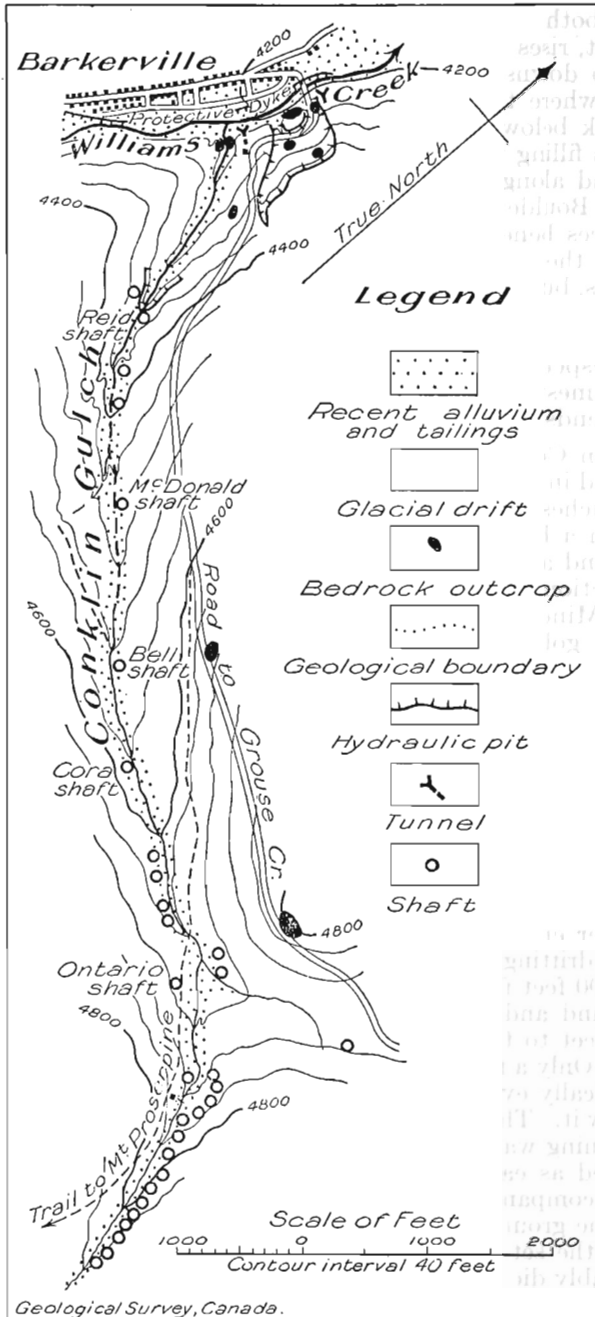 Barkerville
4200
4200
Protective Dyke
Williams Creek
True North
4400
4400
Legend
Reid
shaft
Recent alluvium
and tailings
Conklin Gulch
McDonald
shaft
Glacial drift
4600
Bedrock outcrop
4600
Road to Grouse Cr.
Bell
shaft
Geological boundary
Hydraulic pit
Cora
shaft
Tunnel
Shaft
4800
Ontario
shaft
4800
4800
Trail to Mt Proserpine
Scale of Feet
1000 0 1000 2000
Contour interval 40 feet
Geological Survey, Canada.